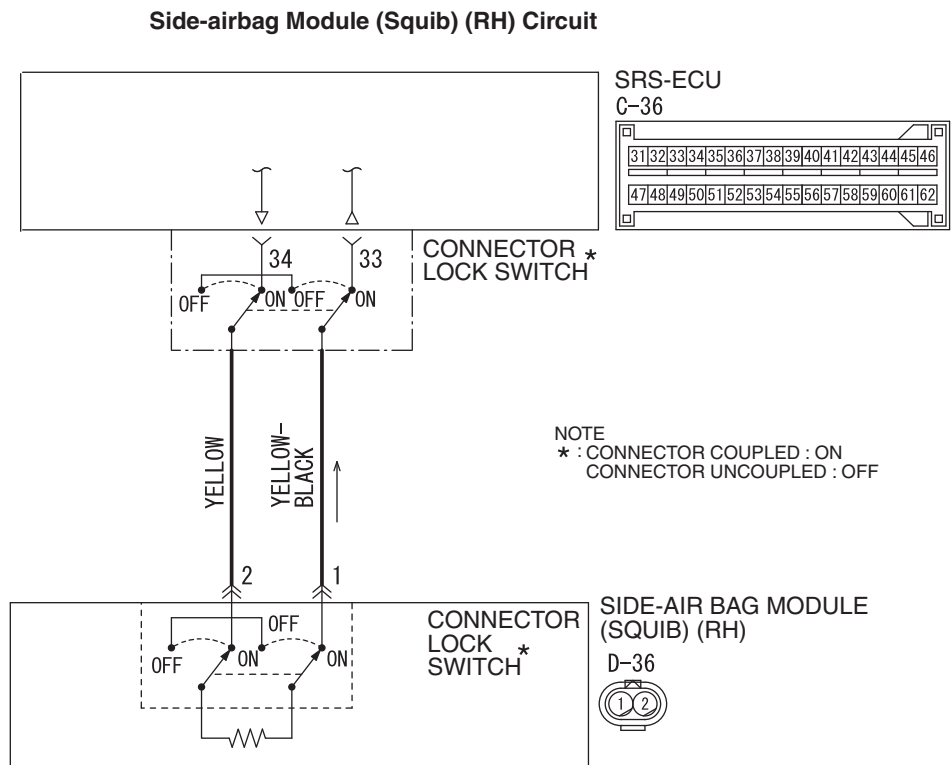 Side-airbag Module (Squib) (RH) Circuit
SRS-ECU
C-36
31 32 33 34 35 36 37 38 39 40 41 42 43 44 45 46
47 48 49 50 51 52 53 54 55 56 57 58 59 60 61 62
34 33
CONNECTOR *
LOCK SWITCH
OFF ON OFF ON
YELLOW
YELLOW-
BLACK
NOTE
* : CONNECTOR COUPLED : ON
CONNECTOR UNCOUPLED : OFF
2 1
OFF
OFF ON ON
CONNECTOR
LOCK *
SWITCH
SIDE-AIR BAG MODULE
(SQUIB) (RH)
D-36
1 2